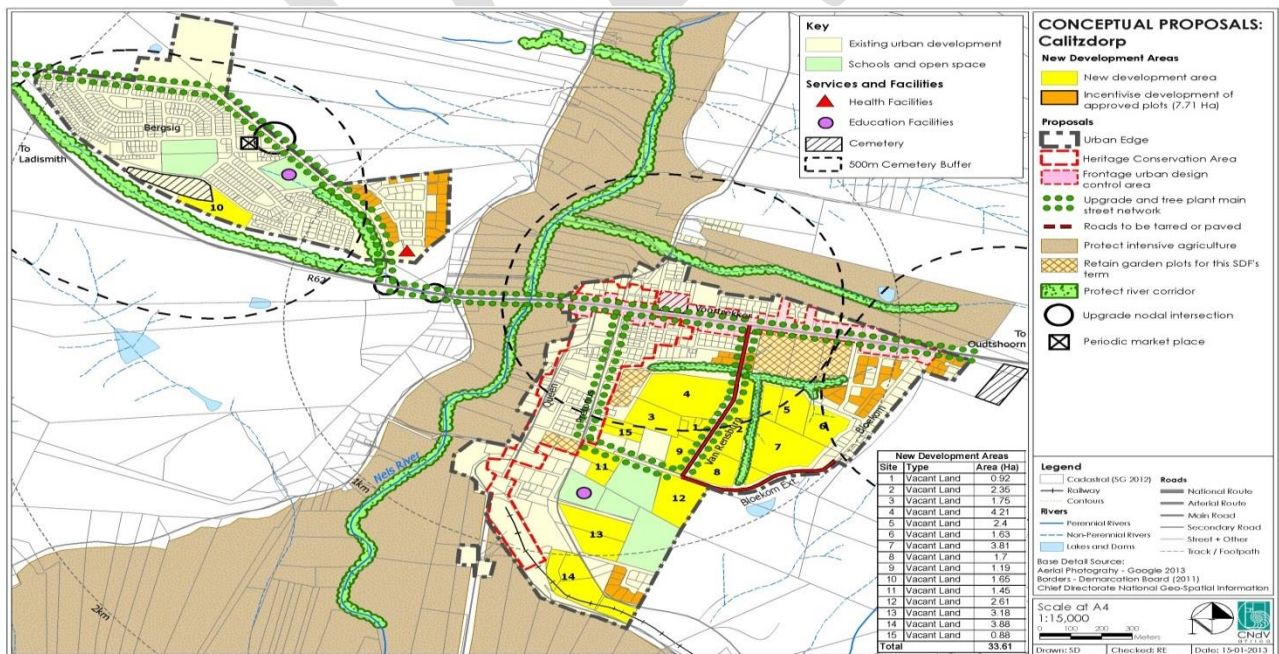 CONCEPTUAL PROPOSALS:
Calitzdorp
New Development Areas
New development area
Incentivise development of
approved plots (7.71 Ha)
Proposals
Urban Edge
Heritage Conservation Area
Frontage urban design
control area
Upgrade and tree plant main
street network
Roads to be tarred or paved
Protect intensive agriculture
Retain garden plots for this SDF's
term
Protect river corridor
Upgrade nodal intersection
Periodic market place
Key
Existing urban development
Schools and open space
Services and Facilities
Health Facilities
Education Facilities
Cemetery
500m Cemetery Buffer
Bergsig
To
Ladismith
10
R62
Voortrekker
To
Oudtshoorn
Queen
4
3
15
1
2
5
6
7
9
8
Van Rensburg
Bloekom
Bloekom Ext.
11
12
13
14
Nels River
1km
2km
New Development Areas
Site Type Area (Ha)
1 Vacant Land 0.92
2 Vacant Land 2.35
3 Vacant Land 1.75
4 Vacant Land 4.21
5 Vacant Land 2.4
6 Vacant Land 1.63
7 Vacant Land 3.81
8 Vacant Land 1.7
9 Vacant Land 1.19
10 Vacant Land 1.65
11 Vacant Land 1.45
12 Vacant Land 2.61
13 Vacant Land 3.18
14 Vacant Land 3.88
15 Vacant Land 0.88
Total 33.61
Legend
Cadastral (SG 2012)
Railway
Contours
Rivers
Perennial Rivers
Non-Perennial Rivers
Lakes and Dams
Roads
National Route
Arterial Route
Main Road
Secondary Road
Street + Other
Track / Footpath
Base Detail Source:
Aerial Photograhy - Google 2013
Borders - Demarcation Board (2011)
Chief Directorate National Geo-Spatial Information
Scale at A4
1:15,000
0 100 200 300
Meters
CNdV
africa
Drawn: SD Checked: RE Date: 15-01-2013